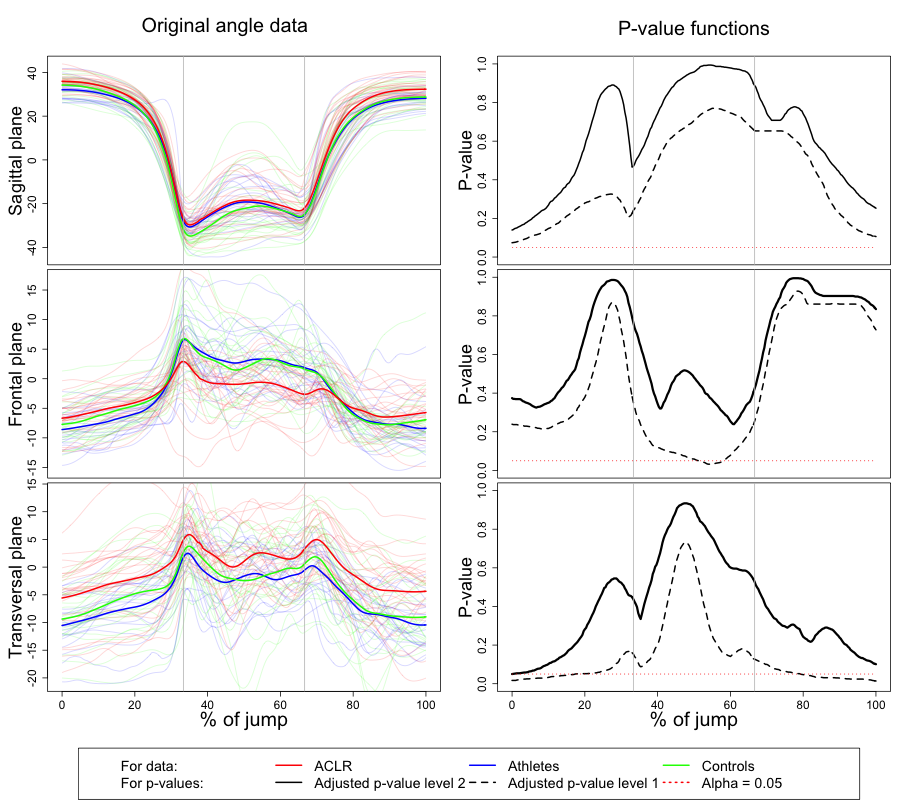 Original angle data
P-value functions
Sagittal plane
40
20
0
20
40
P-value
0.0
0.2
0.4
0.6
0.8
1.0
Frontal plane
15
10
5
0
-5
-10
-15
P-value
0.0
0.2
0.4
0.6
0.8
1.0
Transversal plane
15
10
5
0
-5
-10
-15
-20
P-value
0.0
0.2
0.4
0.6
0.8
1.0
0 20 40 60 80 100
% of jump
0 20 40 60 80 100
% of jump
For data: ACLR Athletes Controls
For p-values: Adjusted p-value level 2 Adjusted p-value level 1 Alpha = 0.05